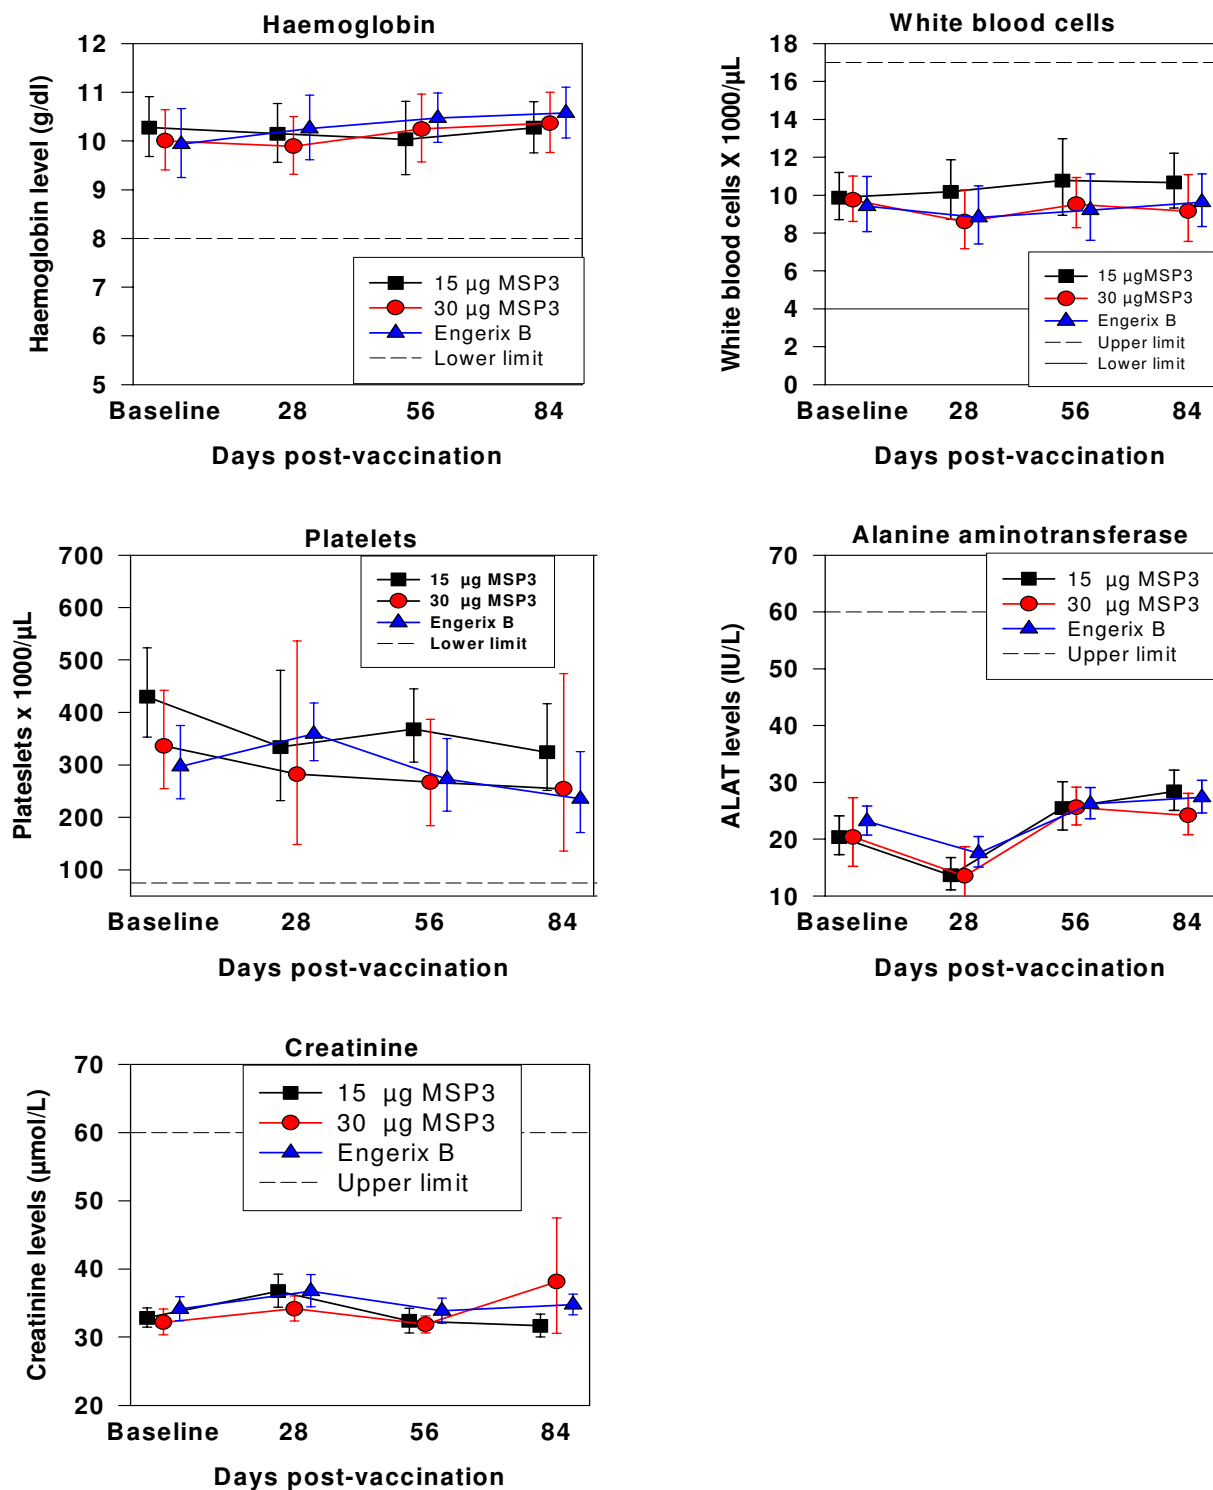 Haemoglobin
Haemoglobin level (g/dl)
12
11
10
9
8
7
6
5
15 µg MSP3
30 µg MSP3
Engerix B
Lower limit
Baseline 28 56 84
Days post-vaccination
White blood cells
White blood cells X 1000/µL
18
16
14
12
10
8
6
4
2
0
15 µgMSP3
30 µgMSP3
Engerix B
Upper limit
Lower limit
Baseline 28 56 84
Days post-vaccination
Platelets
Plateslets x 1000/µL
700
600
500
400
300
200
100
15 µg MSP3
30 µg MSP3
Engerix B
Lower limit
Baseline 28 56 84
Days post-vaccination
Alanine aminotransferase
ALAT levels (IU/L)
70
60
50
40
30
20
10
15 µg MSP3
30 µg MSP3
Engerix B
Upper limit
Baseline 28 56 84
Days post-vaccination
Creatinine
Creatinine levels (µmol/L)
70
60
50
40
30
20
15 µg MSP3
30 µg MSP3
Engerix B
Upper limit
Baseline 28 56 84
Days post-vaccination